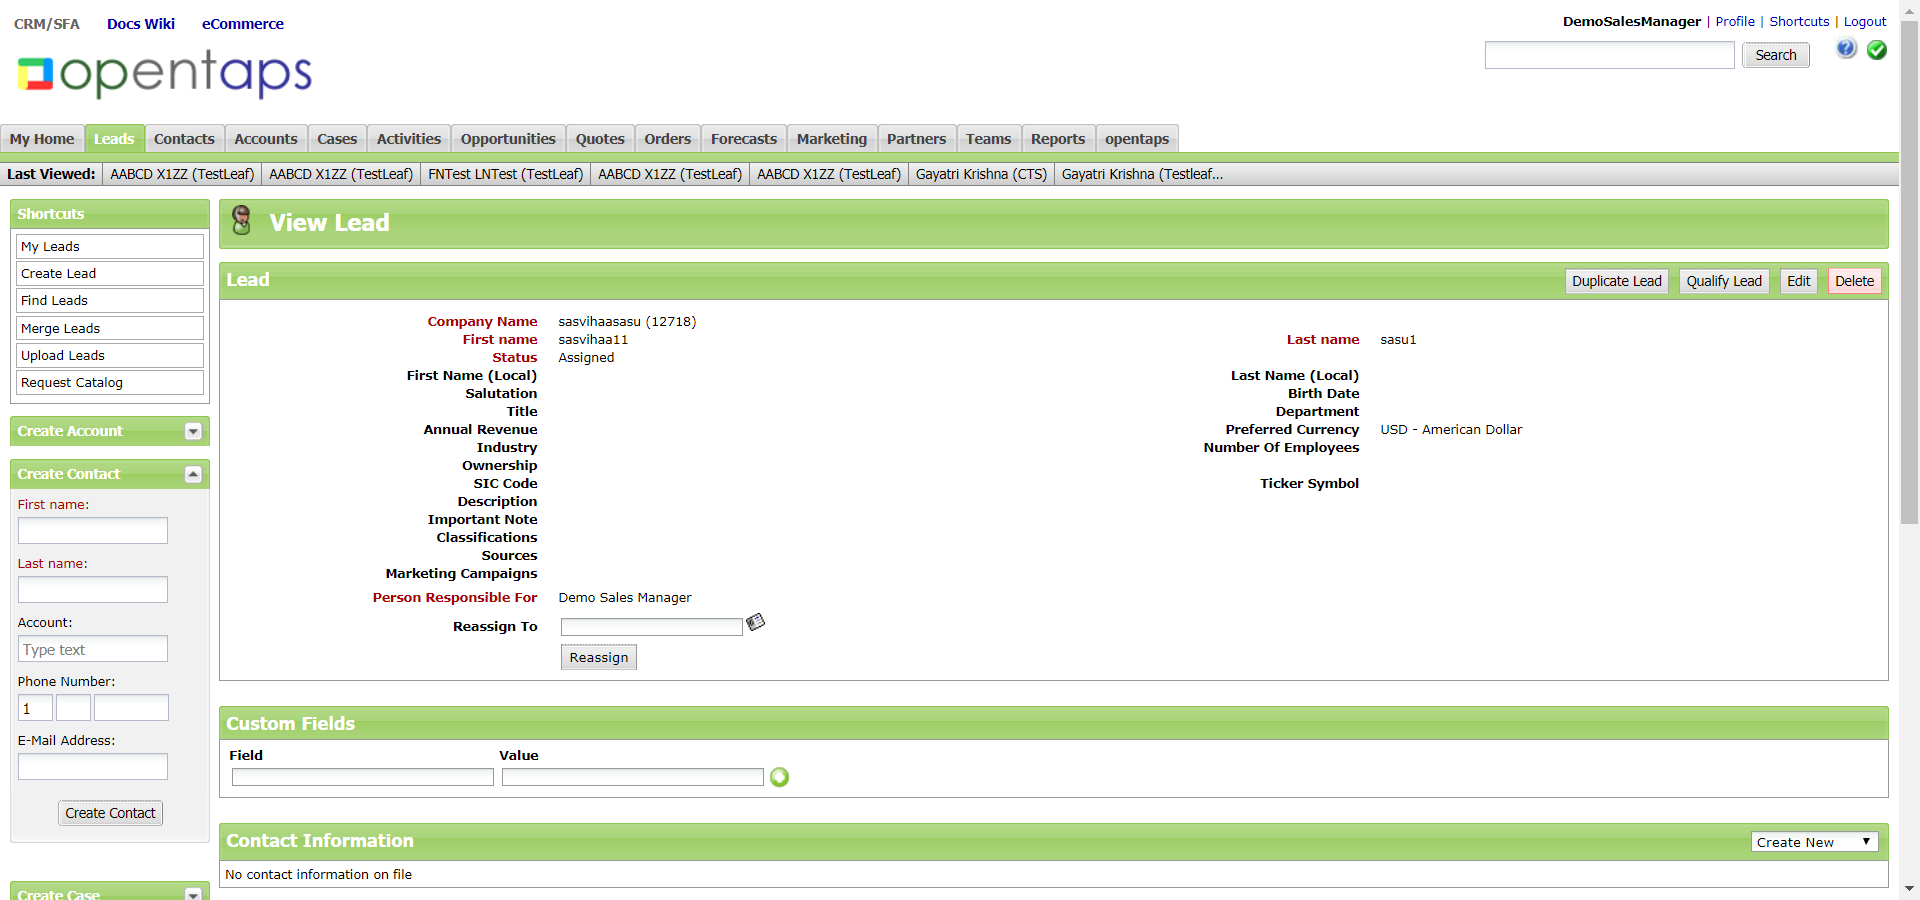 CRM/SFA Docs Wiki eCommerce
DemoSalesManager | Profile | Shortcuts | Logout
Search
opentaps
My Home Leads Contacts Accounts Cases Activities Opportunities Quotes Orders Forecasts Marketing Partners Teams Reports opentaps
Last Viewed: AABCD X1ZZ (TestLeaf) AABCD X1ZZ (TestLeaf) FNTest LNTest (TestLeaf) AABCD X1ZZ (TestLeaf) AABCD X1ZZ (TestLeaf) Gayatri Krishna (CTS) Gayatri Krishna (Testleaf...
Shortcuts
My Leads
Create Lead
Find Leads
Merge Leads
Upload Leads
Request Catalog
Create Account
Create Contact
First name:
Last name:
Account:
Type text
Phone Number:
1
E-Mail Address:
Create Contact
Create Case
View Lead
Lead
Duplicate Lead Qualify Lead Edit Delete
Company Name sasvihaasasu (12718)
First name sasvihaa11 Last name sasu1
Status Assigned
First Name (Local) Last Name (Local)
Salutation Birth Date
Title Department
Annual Revenue Preferred Currency USD - American Dollar
Industry Number Of Employees
Ownership
SIC Code Ticker Symbol
Description
Important Note
Classifications
Sources
Marketing Campaigns
Person Responsible For Demo Sales Manager
Reassign To
Reassign
Custom Fields
Field Value
Contact Information
Create New
No contact information on file